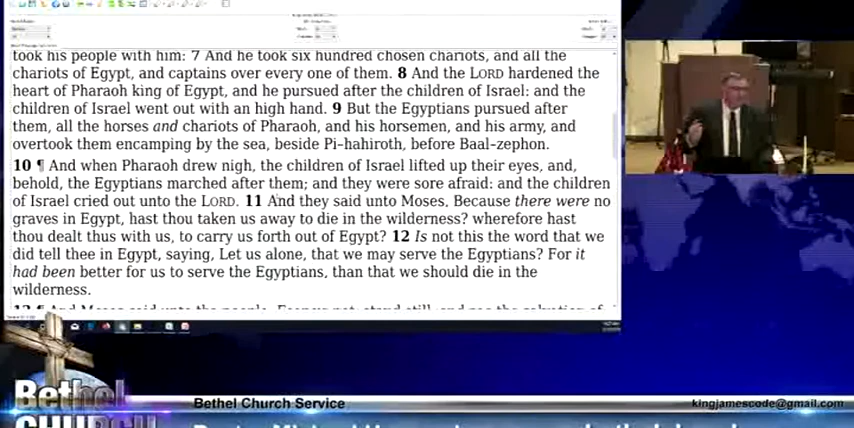 took his people with him: 7 And he took six hundred chosen chariots, and all the
chariots of Egypt, and captains over every one of them. 8 And the LORD hardened the
heart of Pharaoh king of Egypt, and he pursued after the children of Israel: and the
children of Israel went out with an high hand. 9 But the Egyptians pursued after
them, all the horses and chariots of Pharaoh, and his horsemen, and his army, and
overtook them encamping by the sea, beside Pi-hahiroth, before Baal-zephon.
10 ¶ And when Pharaoh drew nigh, the children of Israel lifted up their eyes, and,
behold, the Egyptians marched after them; and they were sore afraid: and the children
of Israel cried out unto the LORD. 11 And they said unto Moses, Because there were no
graves in Egypt, hast thou taken us away to die in the wilderness? wherefore hast
thou dealt thus with us, to carry us forth out of Egypt? 12 Is not this the word that we
did tell thee in Egypt, saying, Let us alone, that we may serve the Egyptians? For it
had been better for us to serve the Egyptians, than that we should die in the
wilderness.
Bethel
CHURCH
Bethel Church Service
kingjamescode@gmail.com